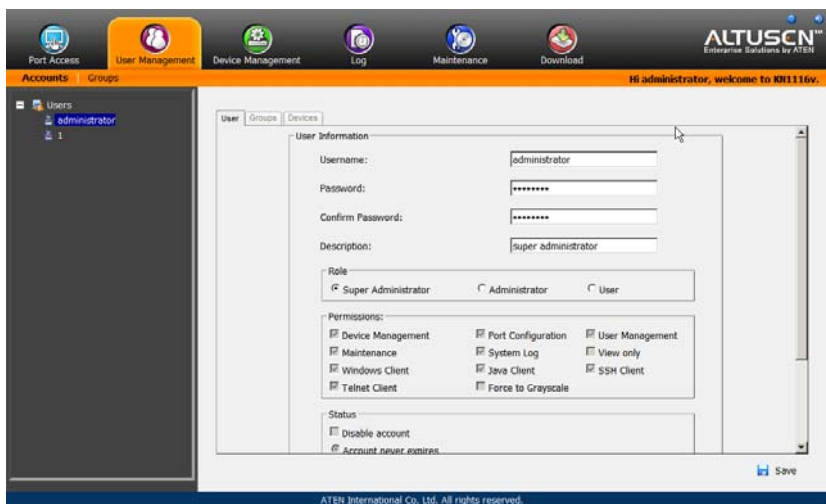 Port Access User Management Device Management Log Maintenance Download
ALTUSCN™
Enterprise Solutions by ATEN
Accounts Groups
Hi administrator, welcome to KN1116v.
Users
administrator
1
User Groups Devices
User Information
Username: administrator
Password: ••••••••
Confirm Password: ••••••••
Description: super administrator
Role
Super Administrator Administrator User
Permissions:
Device Management Port Configuration User Management
Maintenance System Log View only
Windows Client Java Client SSH Client
Telnet Client Force to Grayscale
Status
Disable account
Account never expires
Save
ATEN International Co. Ltd. All rights reserved.